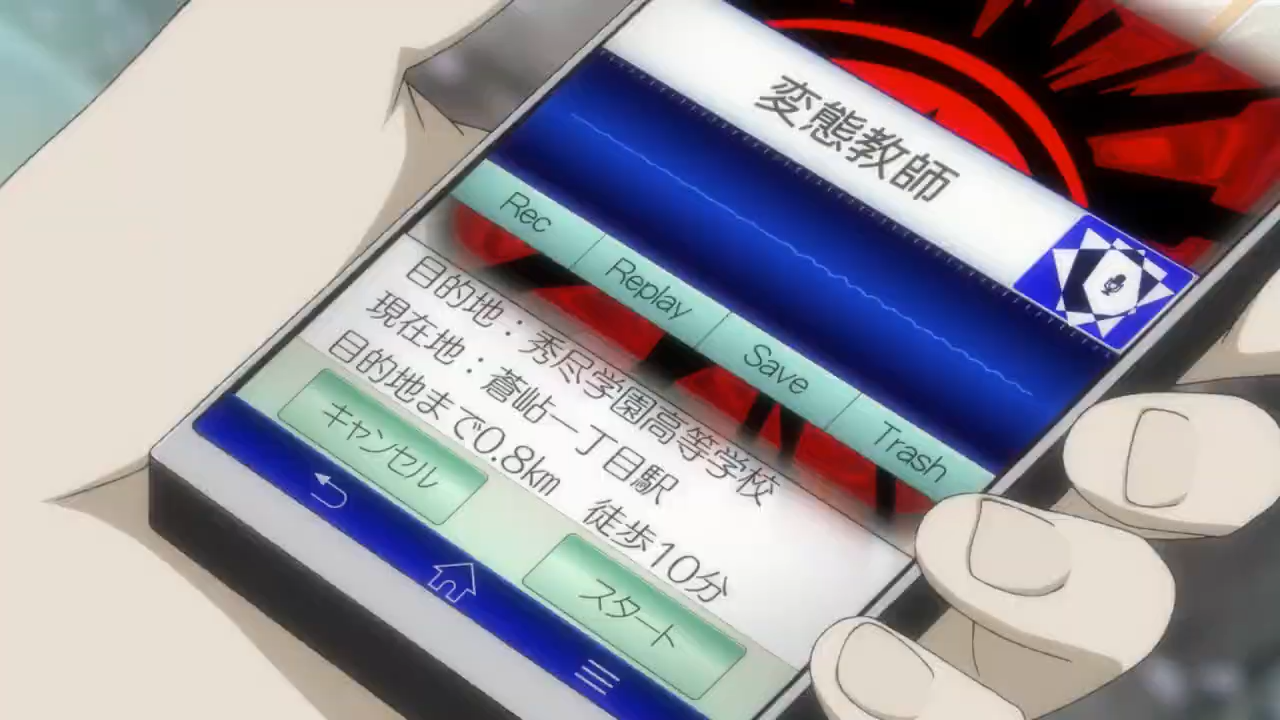 変態教師
Rec
Replay
Save
Trash
目的地：秀尽学園高等学校
現在地：蒼岾一丁目駅
目的地まで0.8km 徒歩10分
キャンセル
スタート